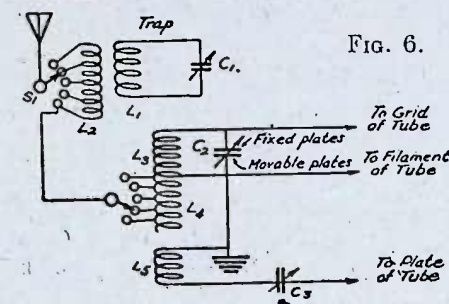 Trap
FIG. 6.
C1.
S1
L2
L1
To Grid
of Tube
L3
C2
Fixed plates
Movable plates
To Filament
of Tube
L4
L5
To Plate
of Tube
C3